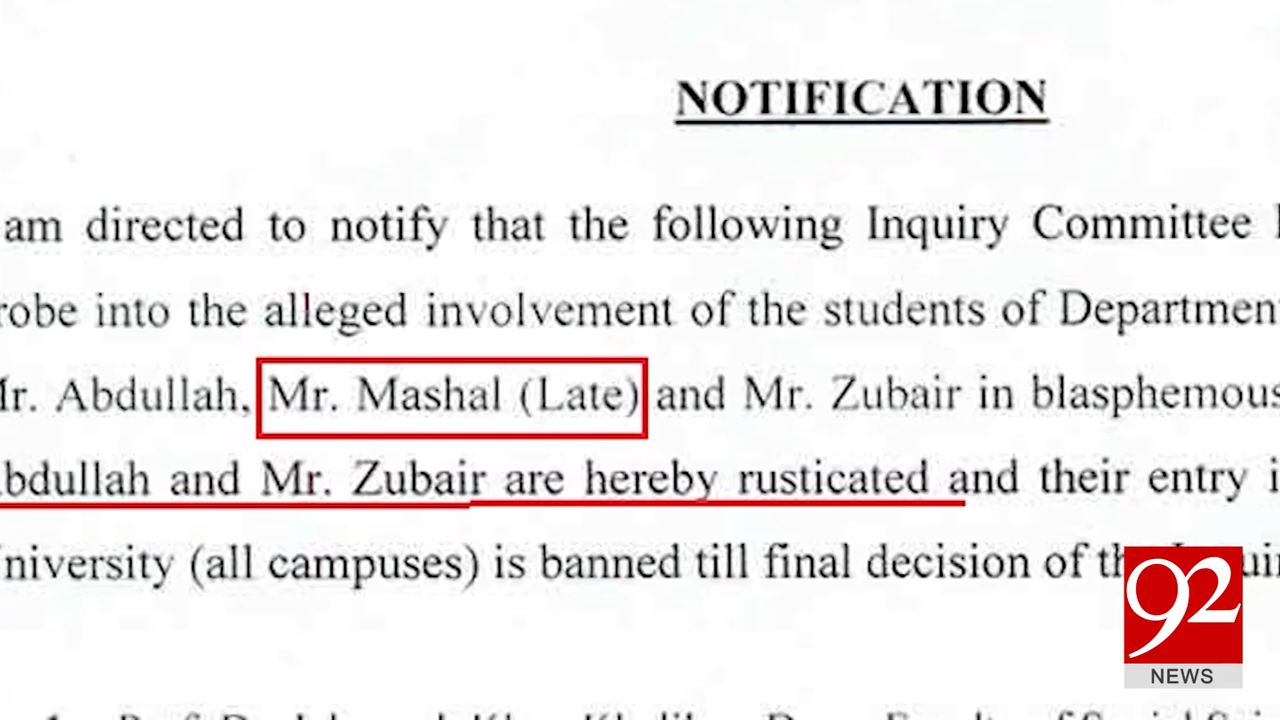 NOTIFICATION
am directed to notify that the following Inquiry Committee
robe into the alleged involvement of the students of Departmen
Mr. Abdullah, Mr. Mashal (Late) and Mr. Zubair in blasphemous
bdullah and Mr. Zubair are hereby rusticated and their entry i
niversity (all campuses) is banned till final decision of
92
NEWS